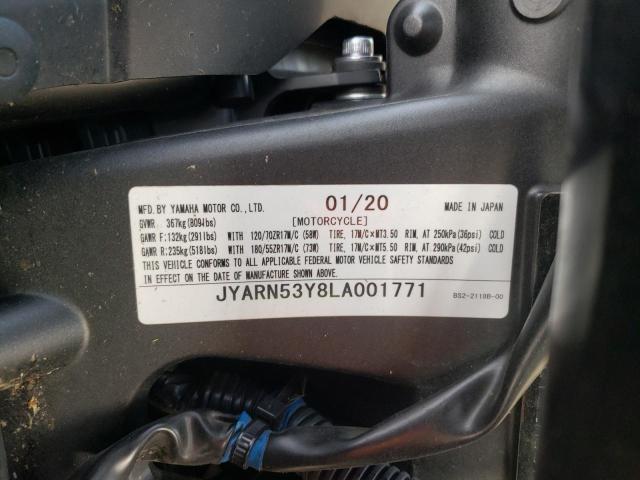 MFD. BY YAMAHA MOTOR CO., LTD. 01/20 MADE IN JAPAN
GVWR 367kg(809lbs) [MOTORCYCLE]
GAWR F:132kg(291lbs) WITH 120/70ZR17M/C (58W) TIRE, 17M/C×MT3.50 RIM, AT 250kPa(36psi) COLD
GAWR R:235kg(518lbs) WITH 180/55ZR17M/C (73W) TIRE, 17M/C×MT5.50 RIM, AT 290kPa(42psi) COLD
THIS VEHICLE CONFORMS TO ALL APPLICABLE
FEDERAL MOTOR VEHICLE SAFETY STANDARDS
IN EFFECT ON THE DATE OF MANUFACTURE SHOWN ABOVE
JYARN53Y8LA001771 BS2-2118B-00